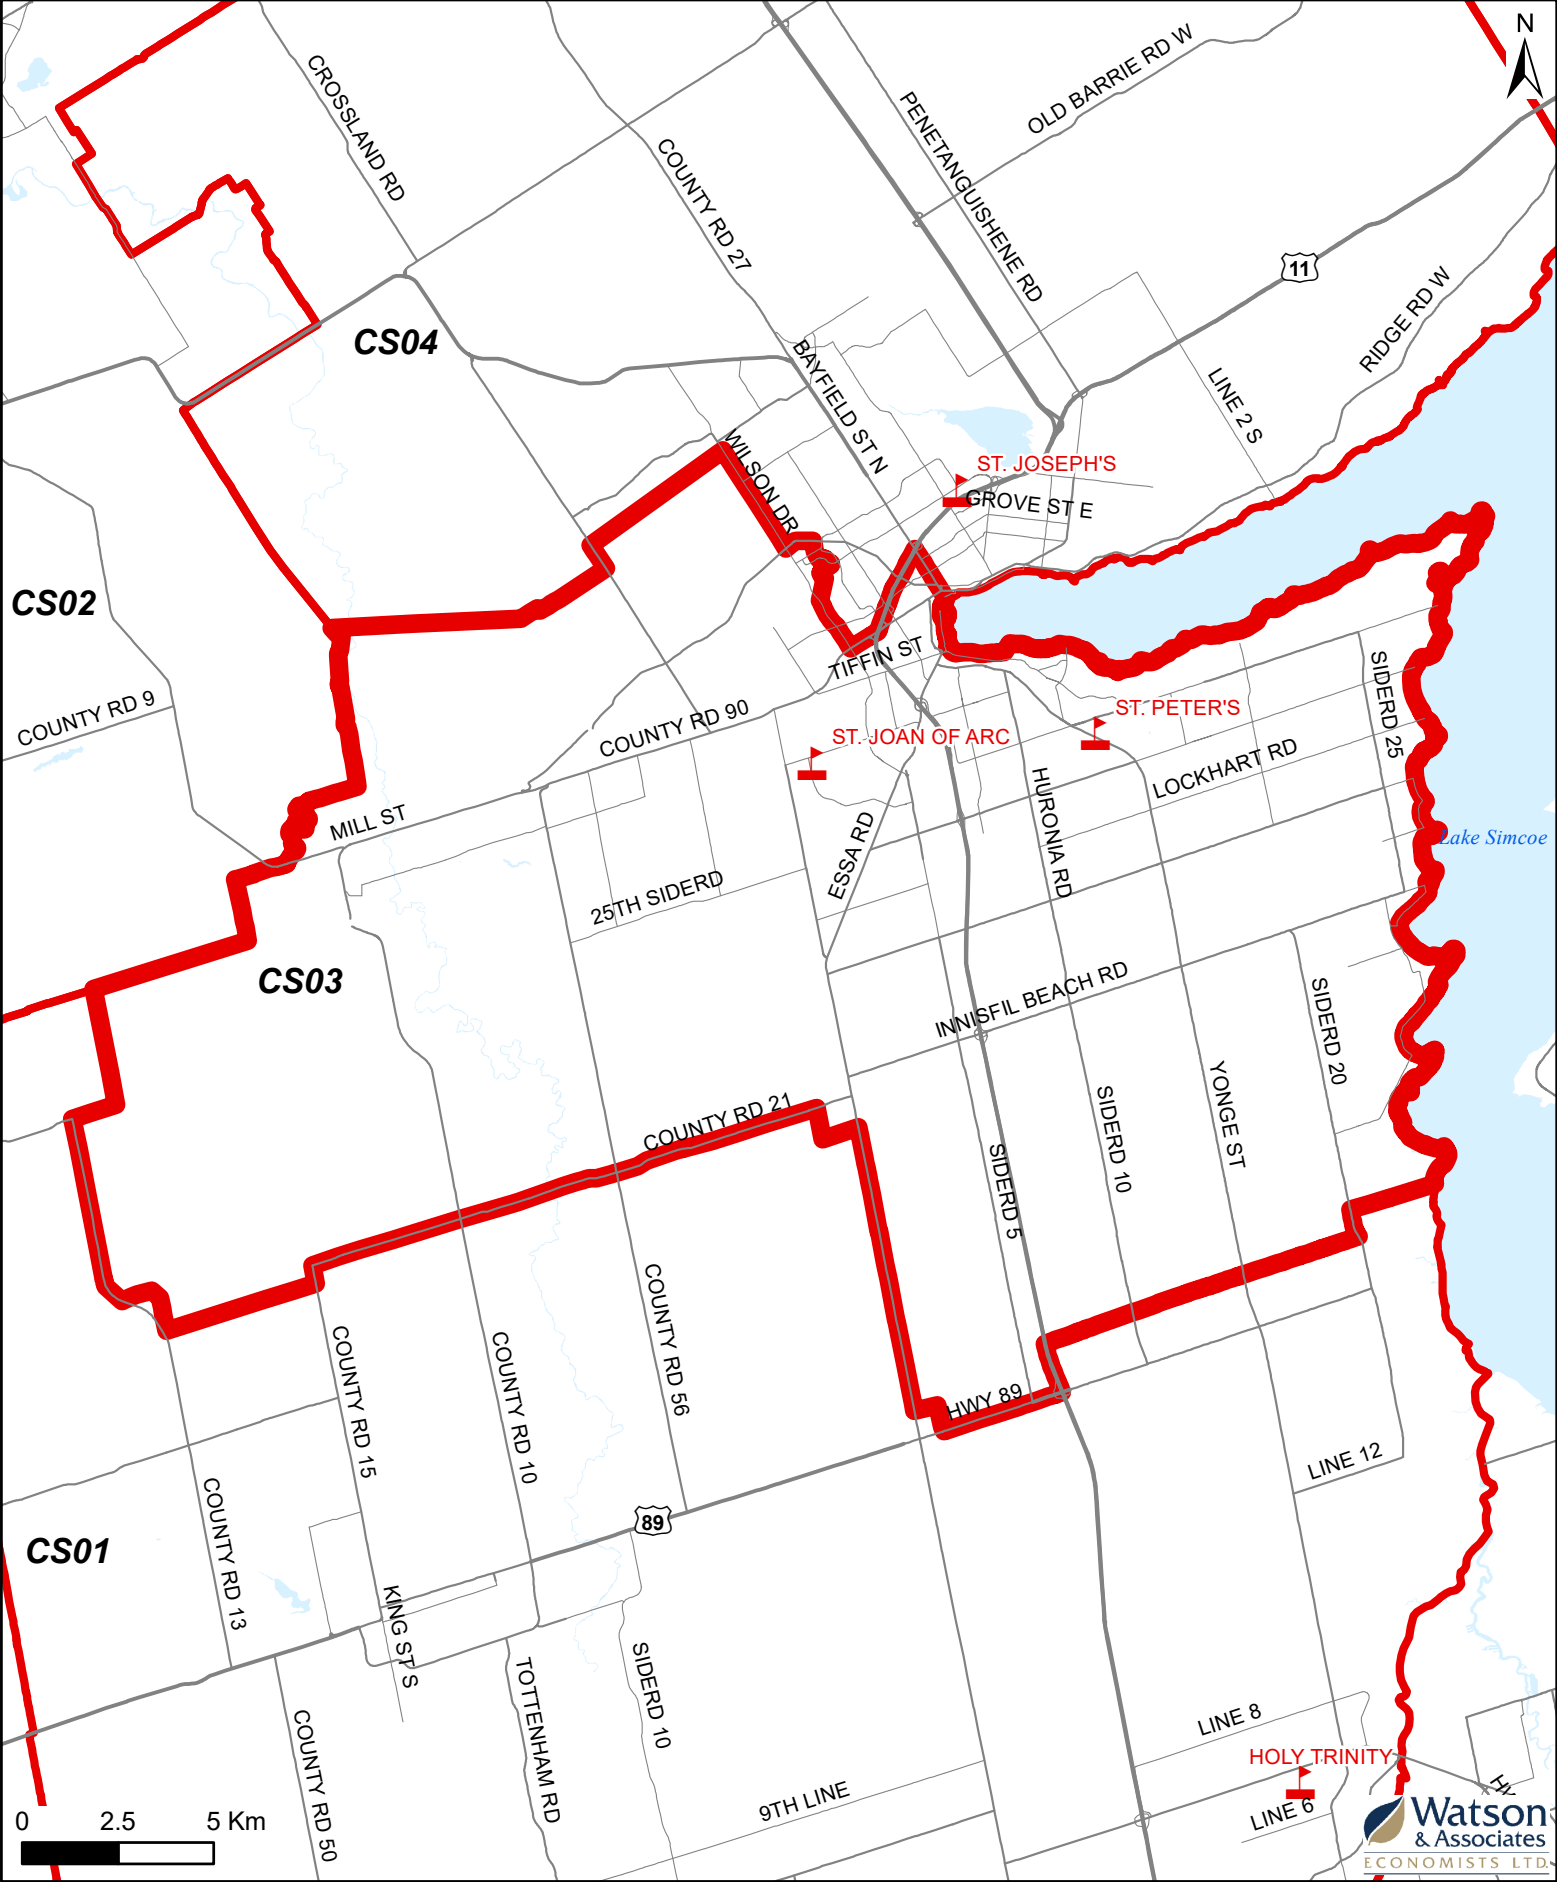 N
OLD BARRIE RD W
CROSSLAND RD
PENETANGUISHENE RD
COUNTY RD 27
11
RIDGE RD W
CS04
BAYFIELD ST N
LINE 2 S
WILSON DR
ST. JOSEPH'S
GROVE ST E
CS02
TIFFIN ST
SIDERD 25
COUNTY RD 9
COUNTY RD 90
ST. PETER'S
ST. JOAN OF ARC
LOCKHART RD
HURONIA RD
MILL ST
ESSA RD
Lake Simcoe
25TH SIDERD
CS03
INNISFIL BEACH RD
SIDERD 20
YONGE ST
COUNTY RD 21
SIDERD 10
SIDERD 5
COUNTY RD 56
COUNTY RD 15
COUNTY RD 10
HWY 89
LINE 12
COUNTY RD 13
89
CS01
KING ST S
SIDERD 10
TOTTENHAM RD
COUNTY RD 50
LINE 8
HOLY TRINITY
9TH LINE
LINE 6
0 2.5 5 Km
Watson
& Associates
ECONOMISTS LTD.